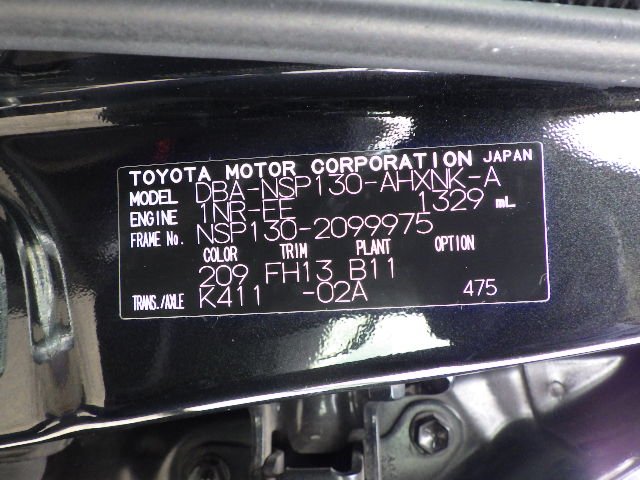 TOYOTA MOTOR CORPORATION JAPAN
MODEL DBA-NSP130-AHXNK-A
ENGINE 1NR-FE 1329 mL
FRAME No. NSP130-2099975
COLOR TRIM PLANT OPTION
209 FH13 B11
TRANS./AXLE K411 -02A 475